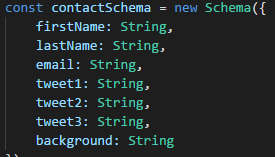 const contactSchema = new Schema({
    firstName: String,
    lastName: String,
    email: String,
    tweet1: String,
    tweet2: String,
    tweet3: String,
    background: String
})